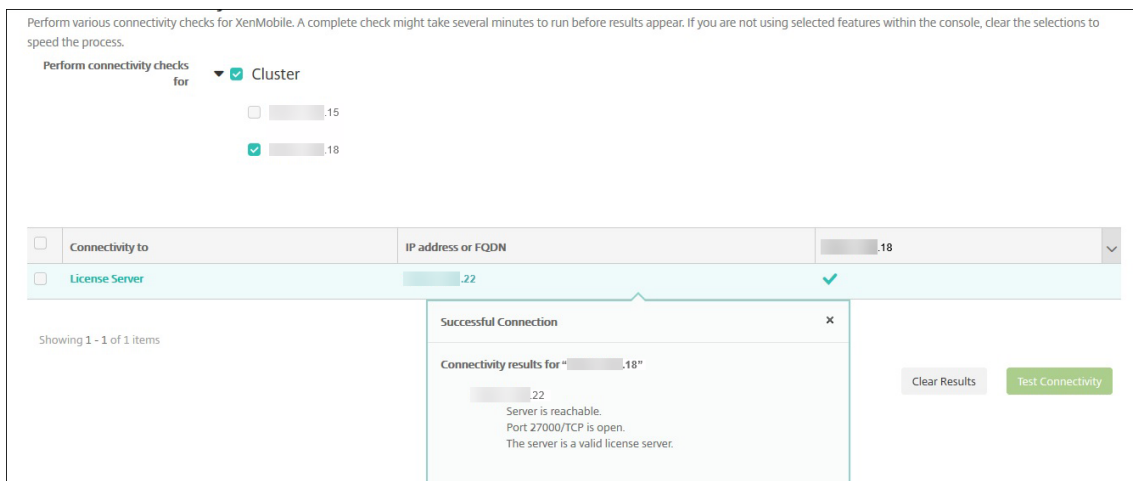 Perform various connectivity checks for XenMobile. A complete check might take several minutes to run before results appear. If you are not using selected features within the console, clear the selections to
speed the process.
Perform connectivity checks
for
Cluster
.15
.18
Connectivity to
IP address or FQDN
.18
License Server
.22
Successful Connection
×
Showing 1 - 1 of 1 items
Connectivity results for “ .18”
Clear Results
Test Connectivity
.22
Server is reachable.
Port 27000/TCP is open.
The server is a valid license server.